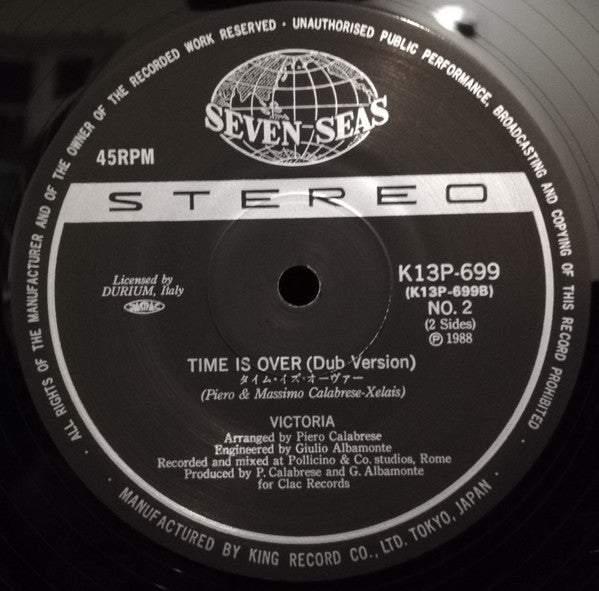 ALL RIGHTS OF THE MANUFACTURER AND OF THE OWNER OF THE RECORDED WORK RESERVED · UNAUTHORISED PUBLIC PERFORMANCE, BROADCASTING AND COPYING OF THIS RECORD PROHIBITED ·
SEVEN SEAS
45RPM
STEREO
Licensed by
DURIUM, Italy
K13P-699
(K13P-699B)
NO. 2
(2 Sides)
Ⓟ 1988
TIME IS OVER (Dub Version)
タイム・イズ・オーヴァー
(Piero & Massimo Calabrese-Xelais)
VICTORIA
Arranged by Piero Calabrese
Engineered by Giulio Albamonte
Recorded and mixed at Pollicino & Co. studios, Rome
Produced by P. Calabrese and G. Albamonte
for Clac Records
· MANUFACTURED BY KING RECORD CO., LTD. TOKYO, JAPAN ·